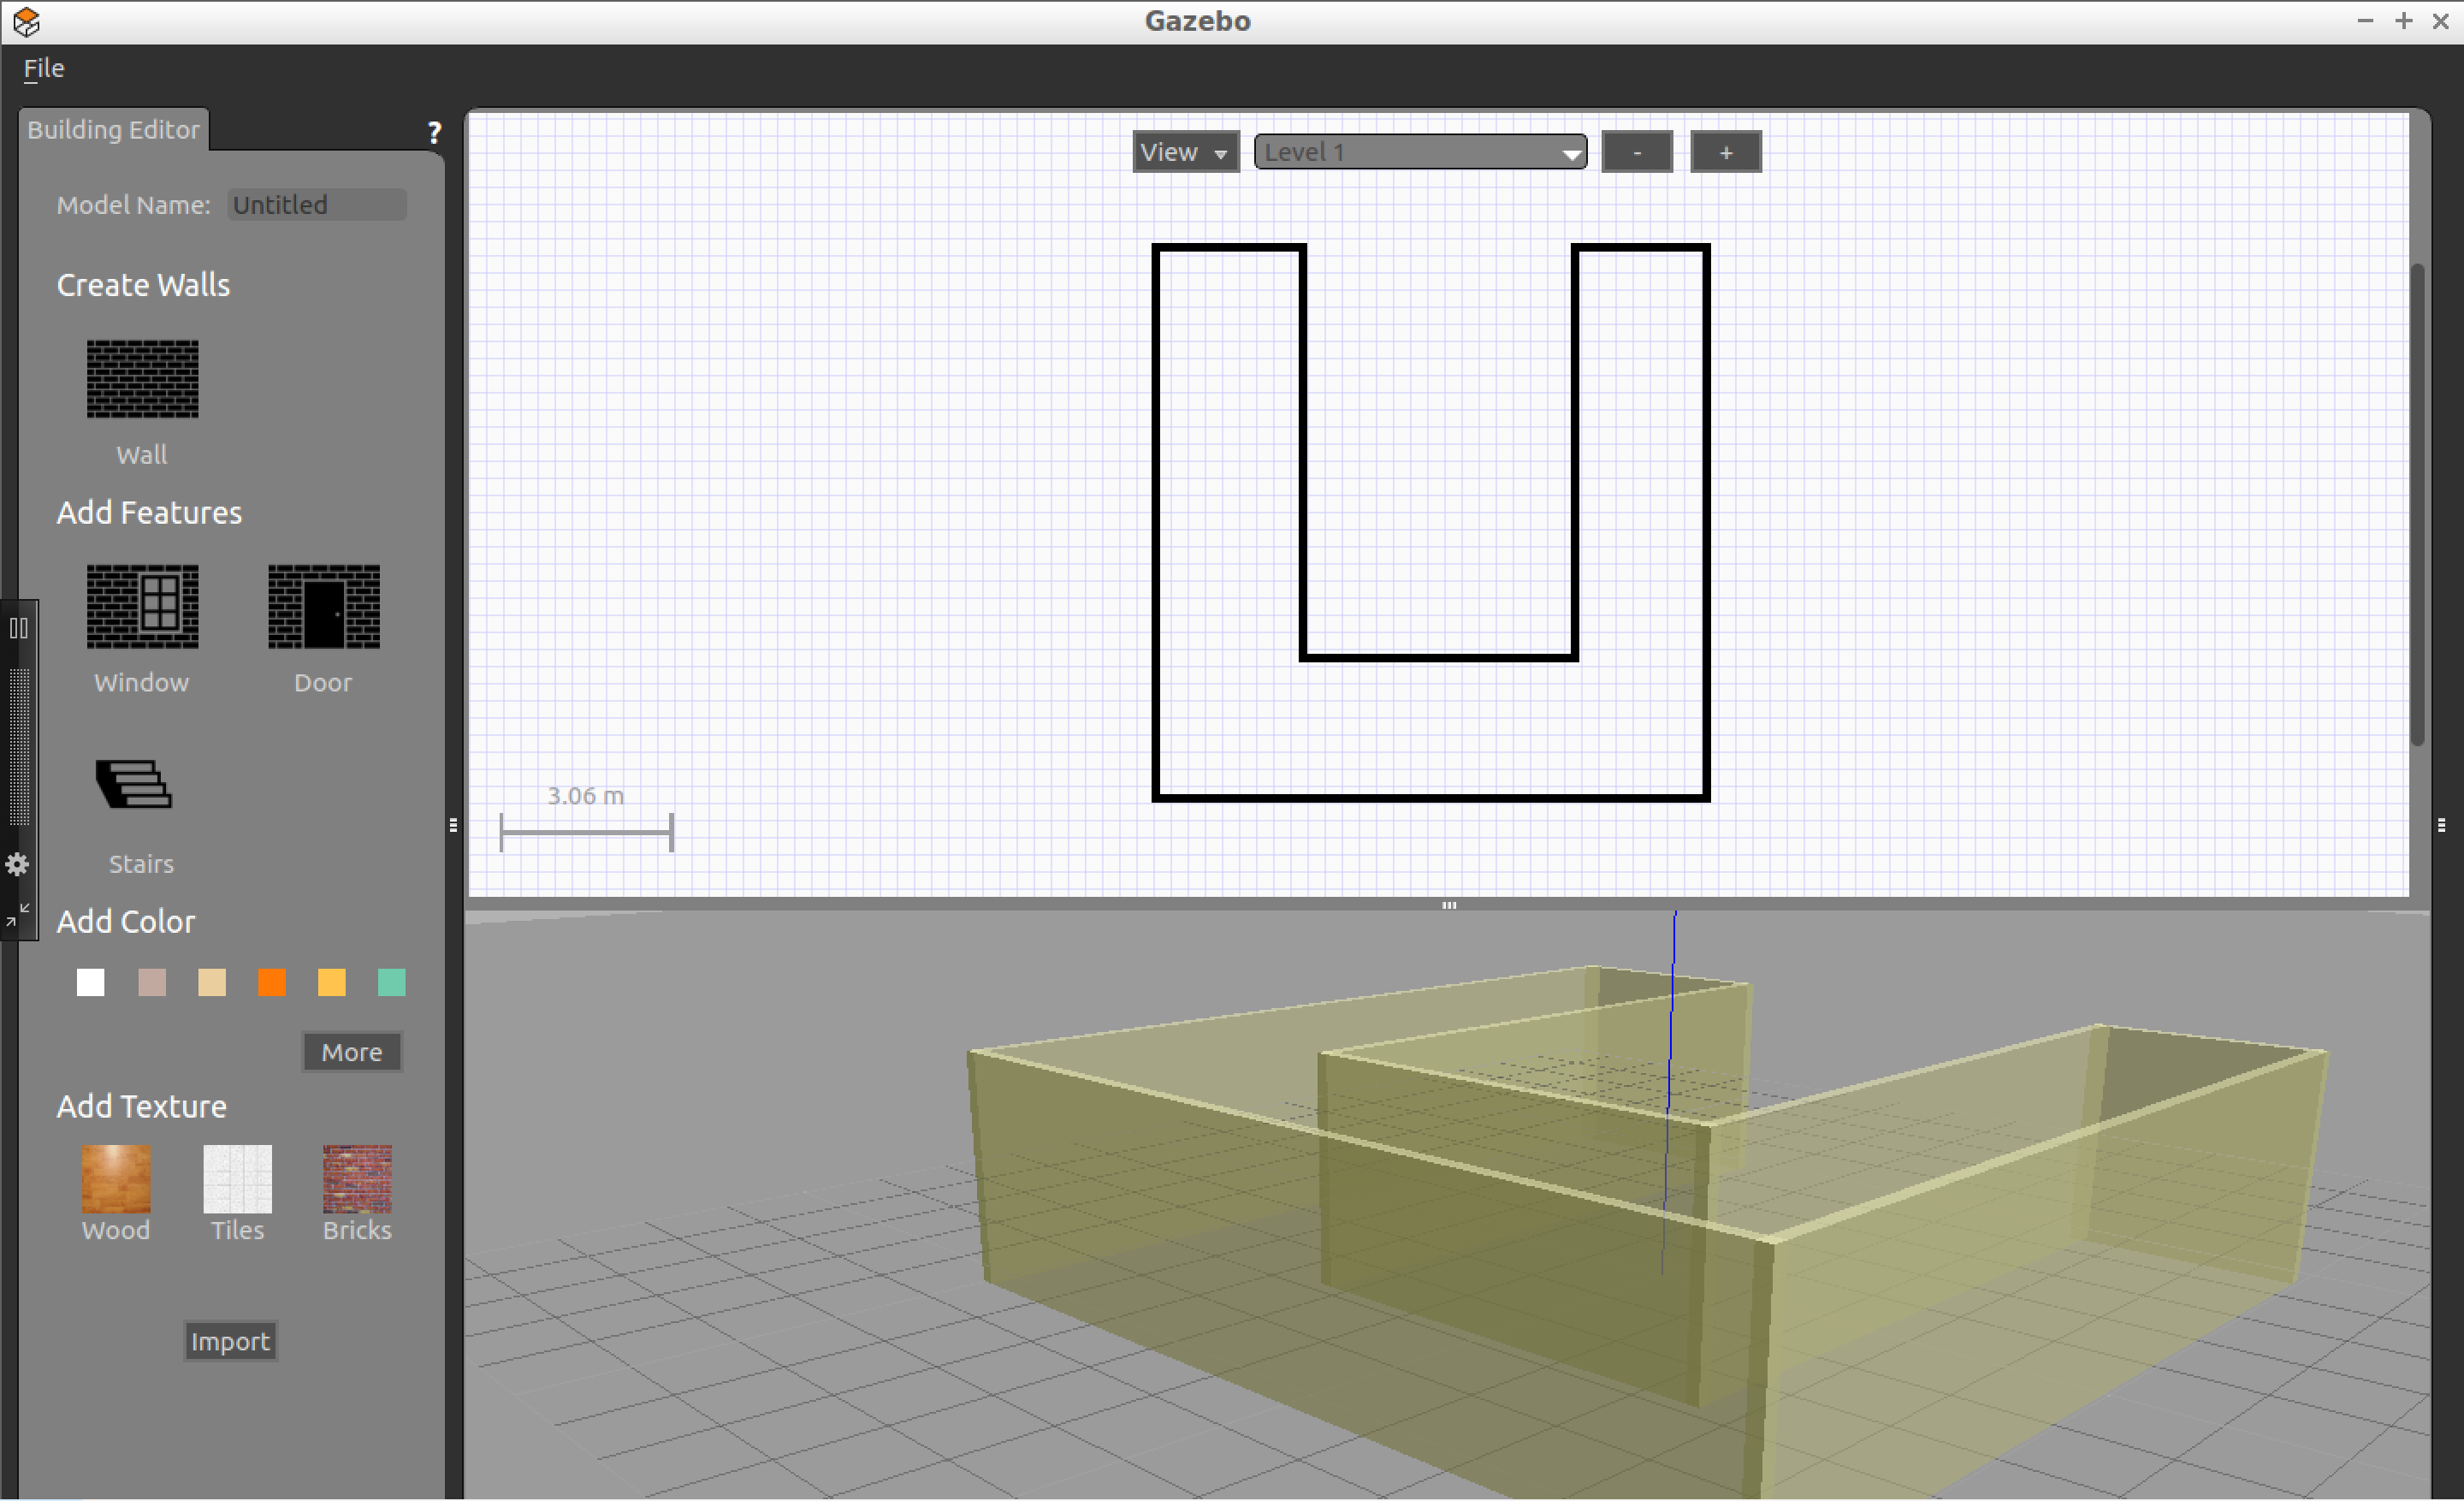 Gazebo
File
Building Editor
?
View
Level 1
-
+
Model Name: Untitled
Create Walls
Wall
Add Features
Window Door
Stairs
3.06 m
Add Color
More
Add Texture
Wood Tiles Bricks
Import